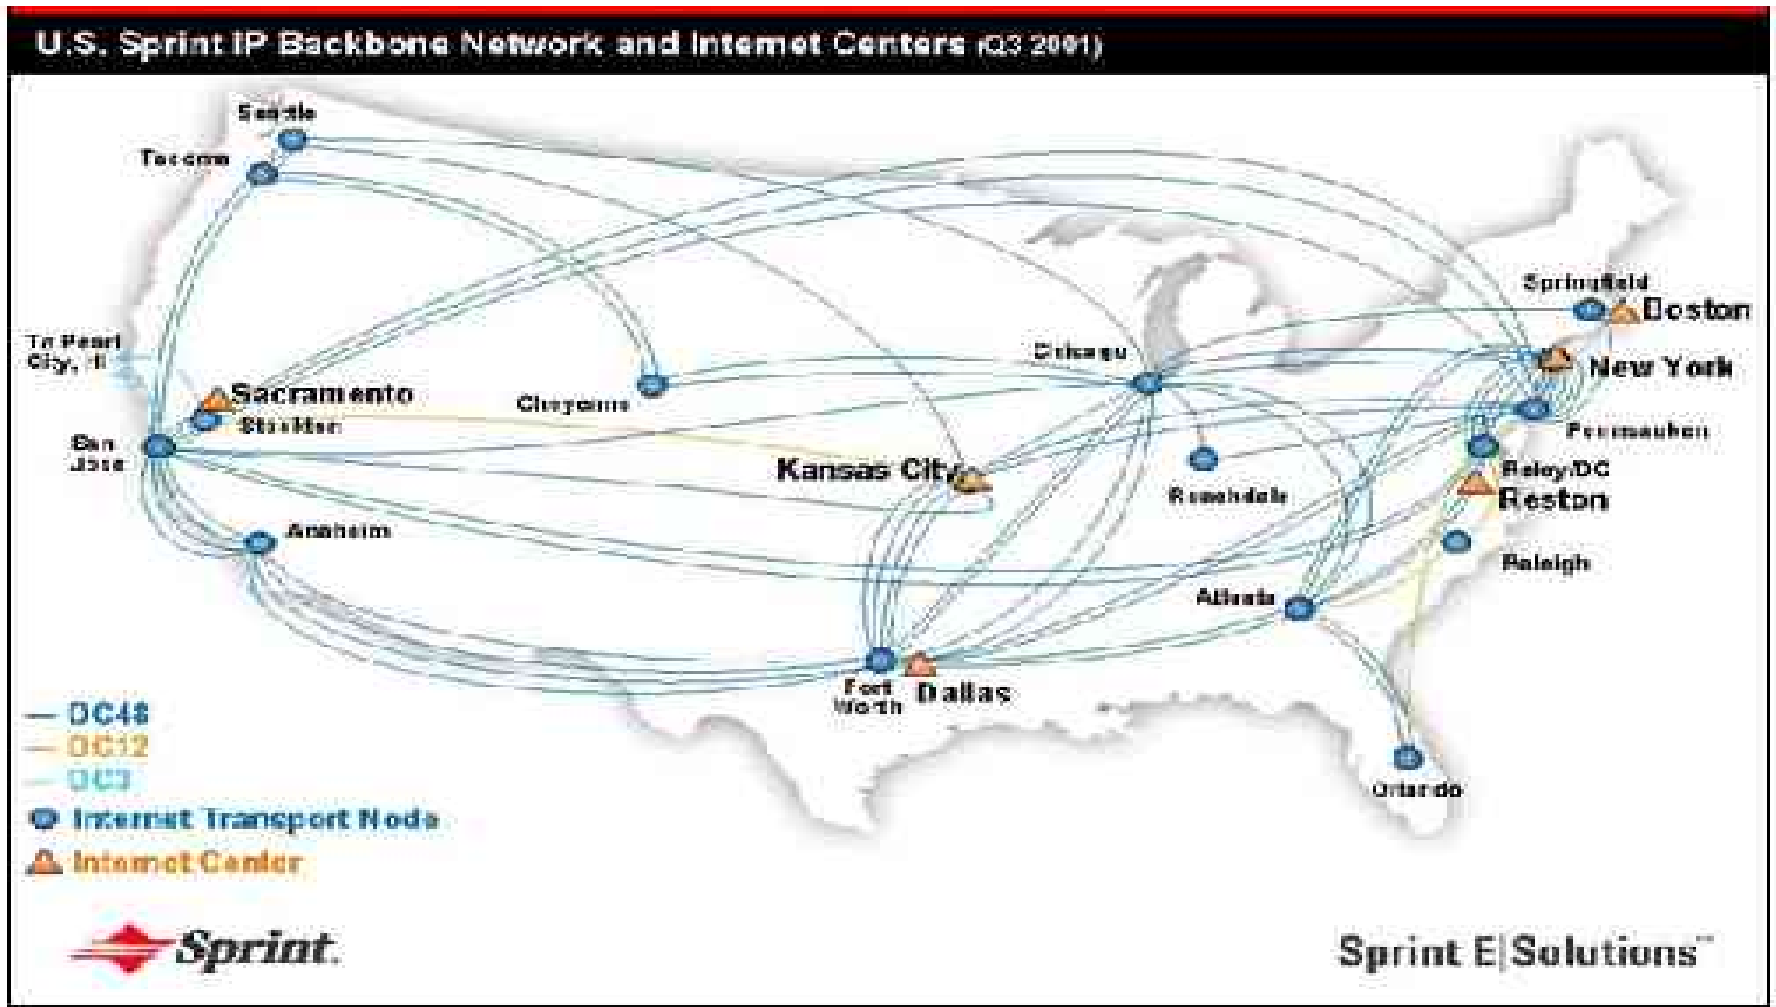 U.S. Sprint IP Backbone Network and Internet Centers (Q3 2001)
Seattle
Tacoma
Springfield
Boston
To Pearl
City, HI
Chicago
New York
Sacramento
Cheyenne
Stockton
Pennsauken
San
Jose
Kansas City
Relay/DC
Roachdale
Reston
Anaheim
Raleigh
Atlanta
Fort
Worth
Dallas
OC48
OC12
OC3
Orlando
Internet Transport Node
Internet Center
Sprint.
Sprint E|Solutions